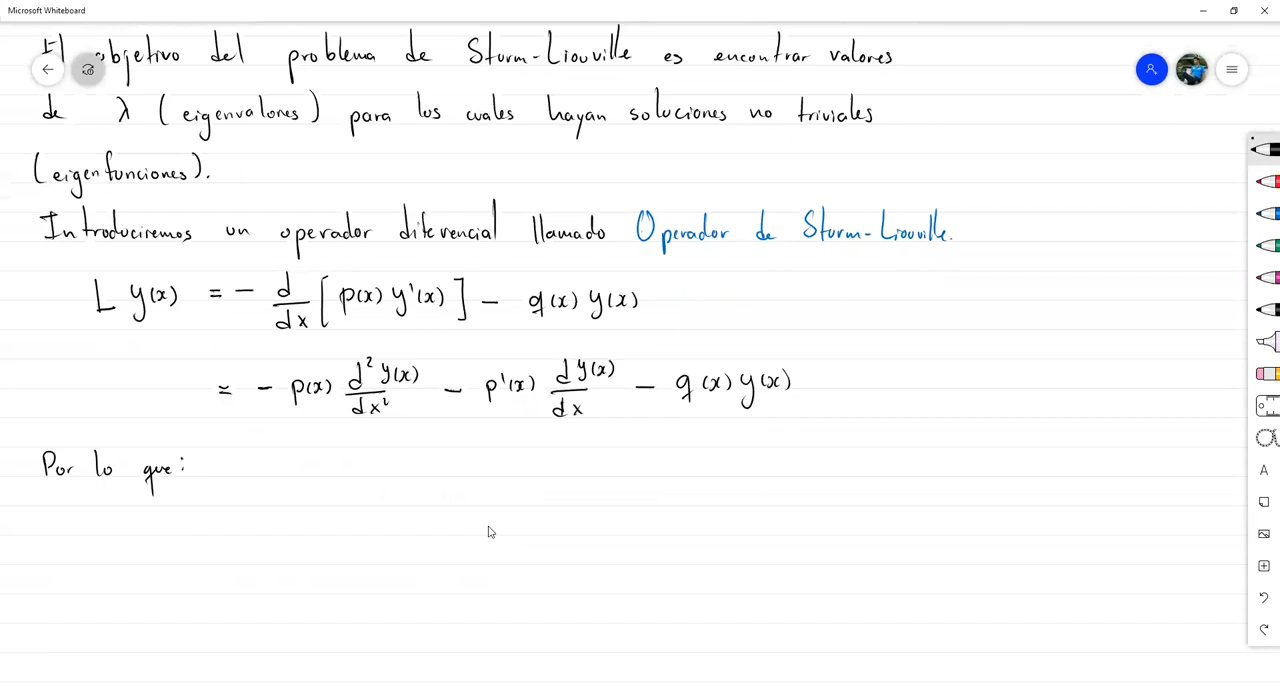 Microsoft Whiteboard
El objetivo del problema de Sturm-Liouville es encontrar valores
de λ (eigenvalores) para los cuales hayan soluciones no triviales
(eigenfunciones).
Introduciremos un operador diferencial llamado Operador de Sturm-Liouville.
L y(x) = - d/dx [p(x) y'(x)] - q(x) y(x)
= - p(x) d²y(x)/dx² - p'(x) dy(x)/dx - q(x) y(x)
Por lo que:
A